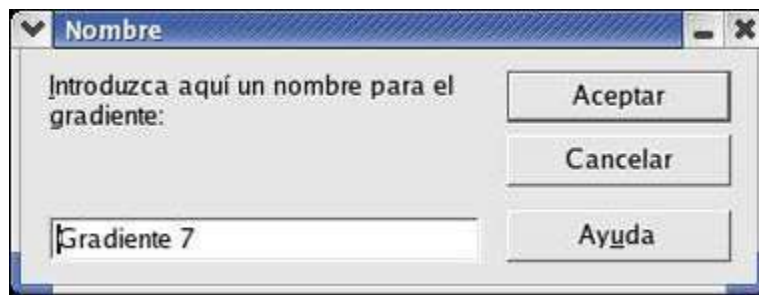 Nombre
Introduzca aquí un nombre para el
gradiente:
Aceptar
Cancelar
Gradiente 7
Ayuda